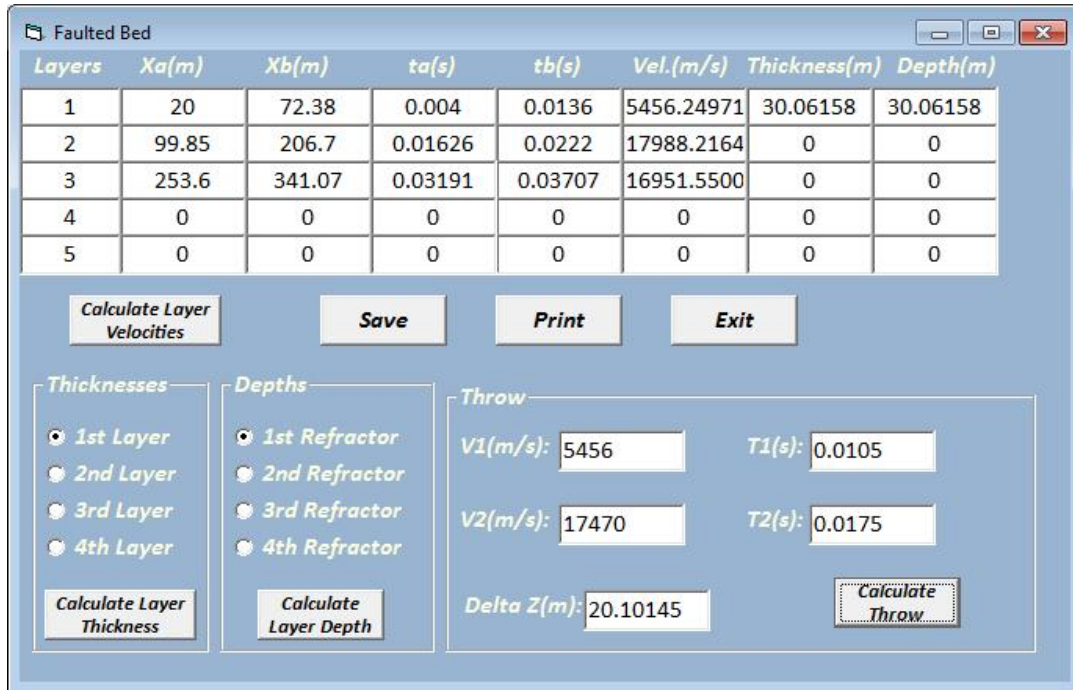 Faulted Bed
Layers Xa(m) Xb(m) ta(s) tb(s) Vel.(m/s) Thickness(m) Depth(m)
1 20 72.38 0.004 0.0136 5456.24971 30.06158 30.06158
2 99.85 206.7 0.01626 0.0222 17988.2164 0 0
3 253.6 341.07 0.03191 0.03707 16951.5500 0 0
4 0 0 0 0 0 0 0
5 0 0 0 0 0 0 0
Calculate Layer
Velocities
Save
Print
Exit
Thicknesses
1st Layer
2nd Layer
3rd Layer
4th Layer
Calculate Layer
Thickness
Depths
1st Refractor
2nd Refractor
3rd Refractor
4th Refractor
Calculate
Layer Depth
Throw
V1(m/s): 5456 T1(s): 0.0105
V2(m/s): 17470 T2(s): 0.0175
Delta Z(m): 20.10145
Calculate
Throw